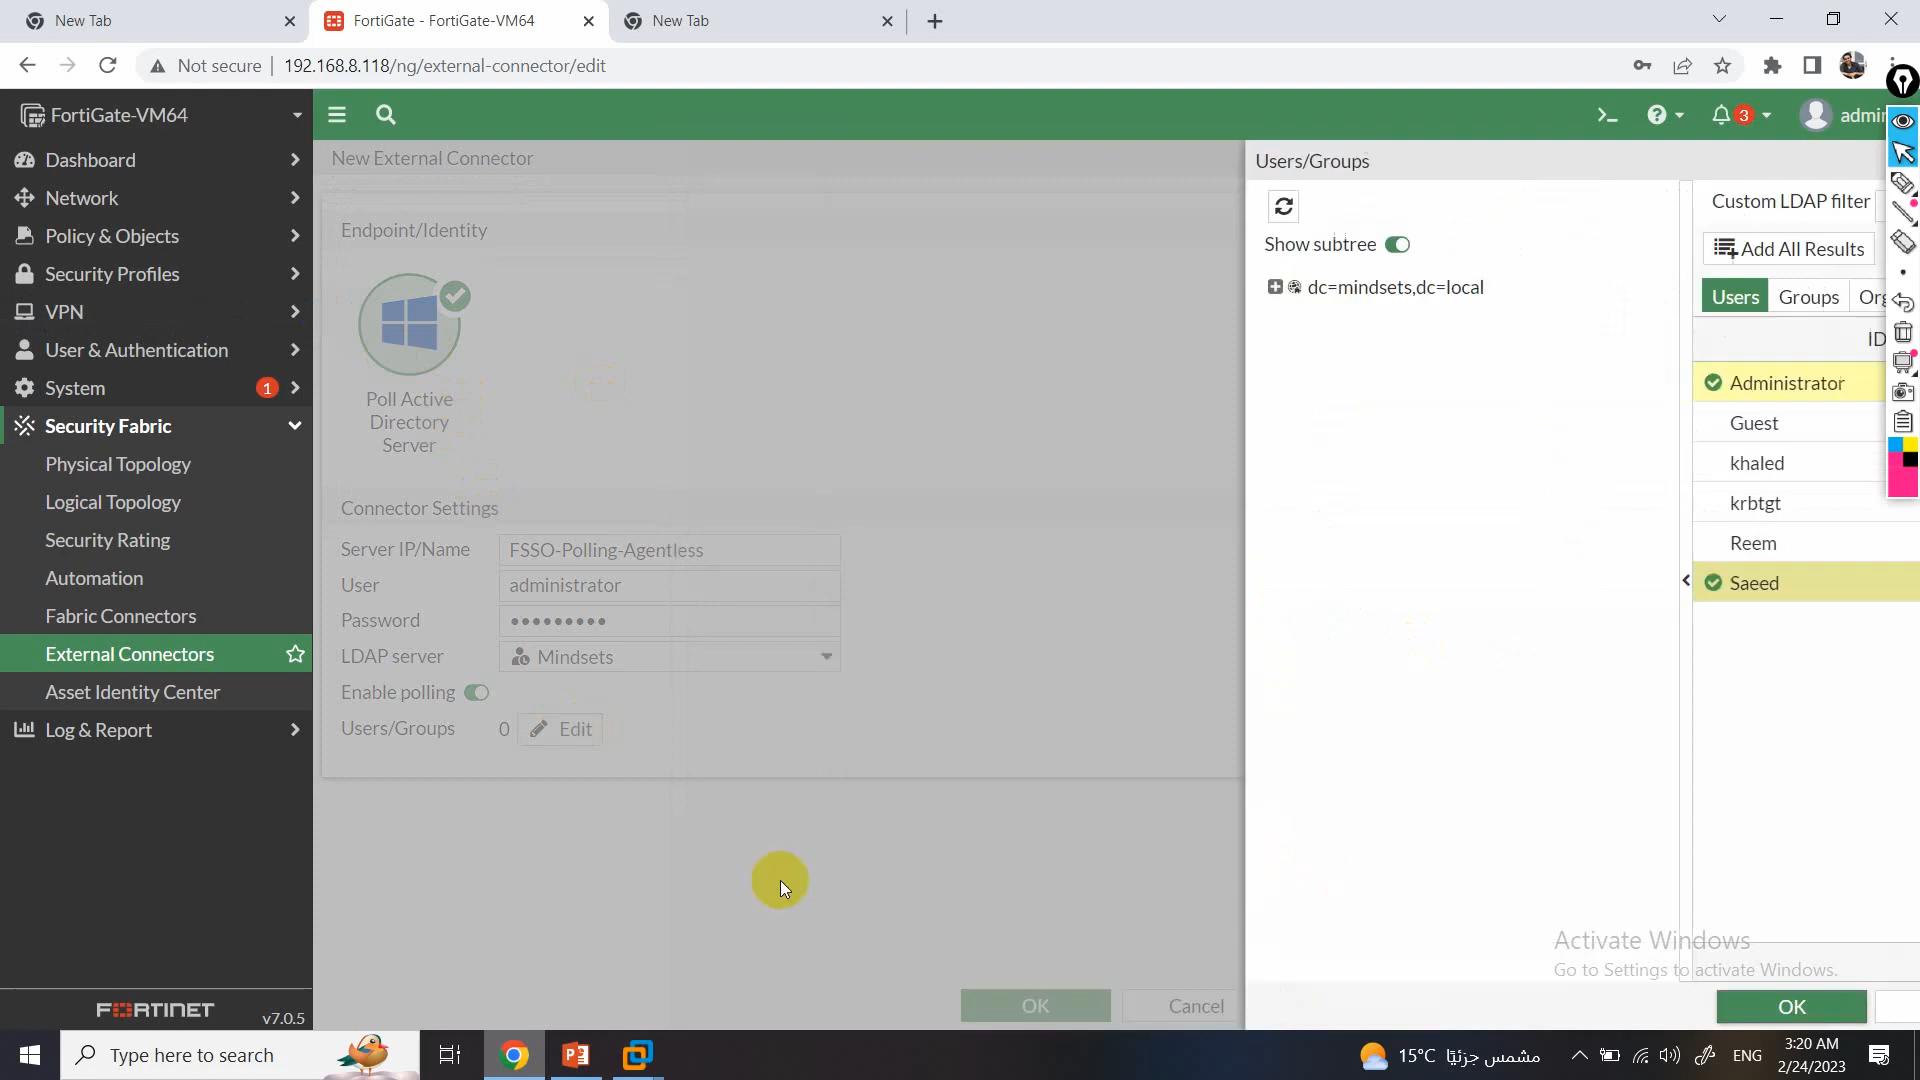 New Tab
FortiGate - FortiGate-VM64
New Tab
Not secure
192.168.8.118/ng/external-connector/edit
FortiGate-VM64
3
Dashboard
Network
Policy & Objects
Security Profiles
VPN
User & Authentication
System
1
Security Fabric
Physical Topology
Logical Topology
Security Rating
Automation
Fabric Connectors
External Connectors
Asset Identity Center
Log & Report
FORTINET
v7.0.5
New External Connector
Endpoint/Identity
Poll Active
Directory
Server
Connector Settings
Server IP/Name
FSSO-Polling-Agentless
User
administrator
Password
LDAP server
Mindsets
Enable polling
Users/Groups
0
Edit
OK
Cancel
Users/Groups
Show subtree
dc=mindsets,dc=local
Custom LDAP filter
Add All Results
Users
Groups
ID
Administrator
Guest
khaled
krbtgt
Reem
Saeed
Activate Windows
Go to Settings to activate Windows.
OK
Type here to search
15°C
مشمس جزئيًا
ENG
3:20 AM
2/24/2023